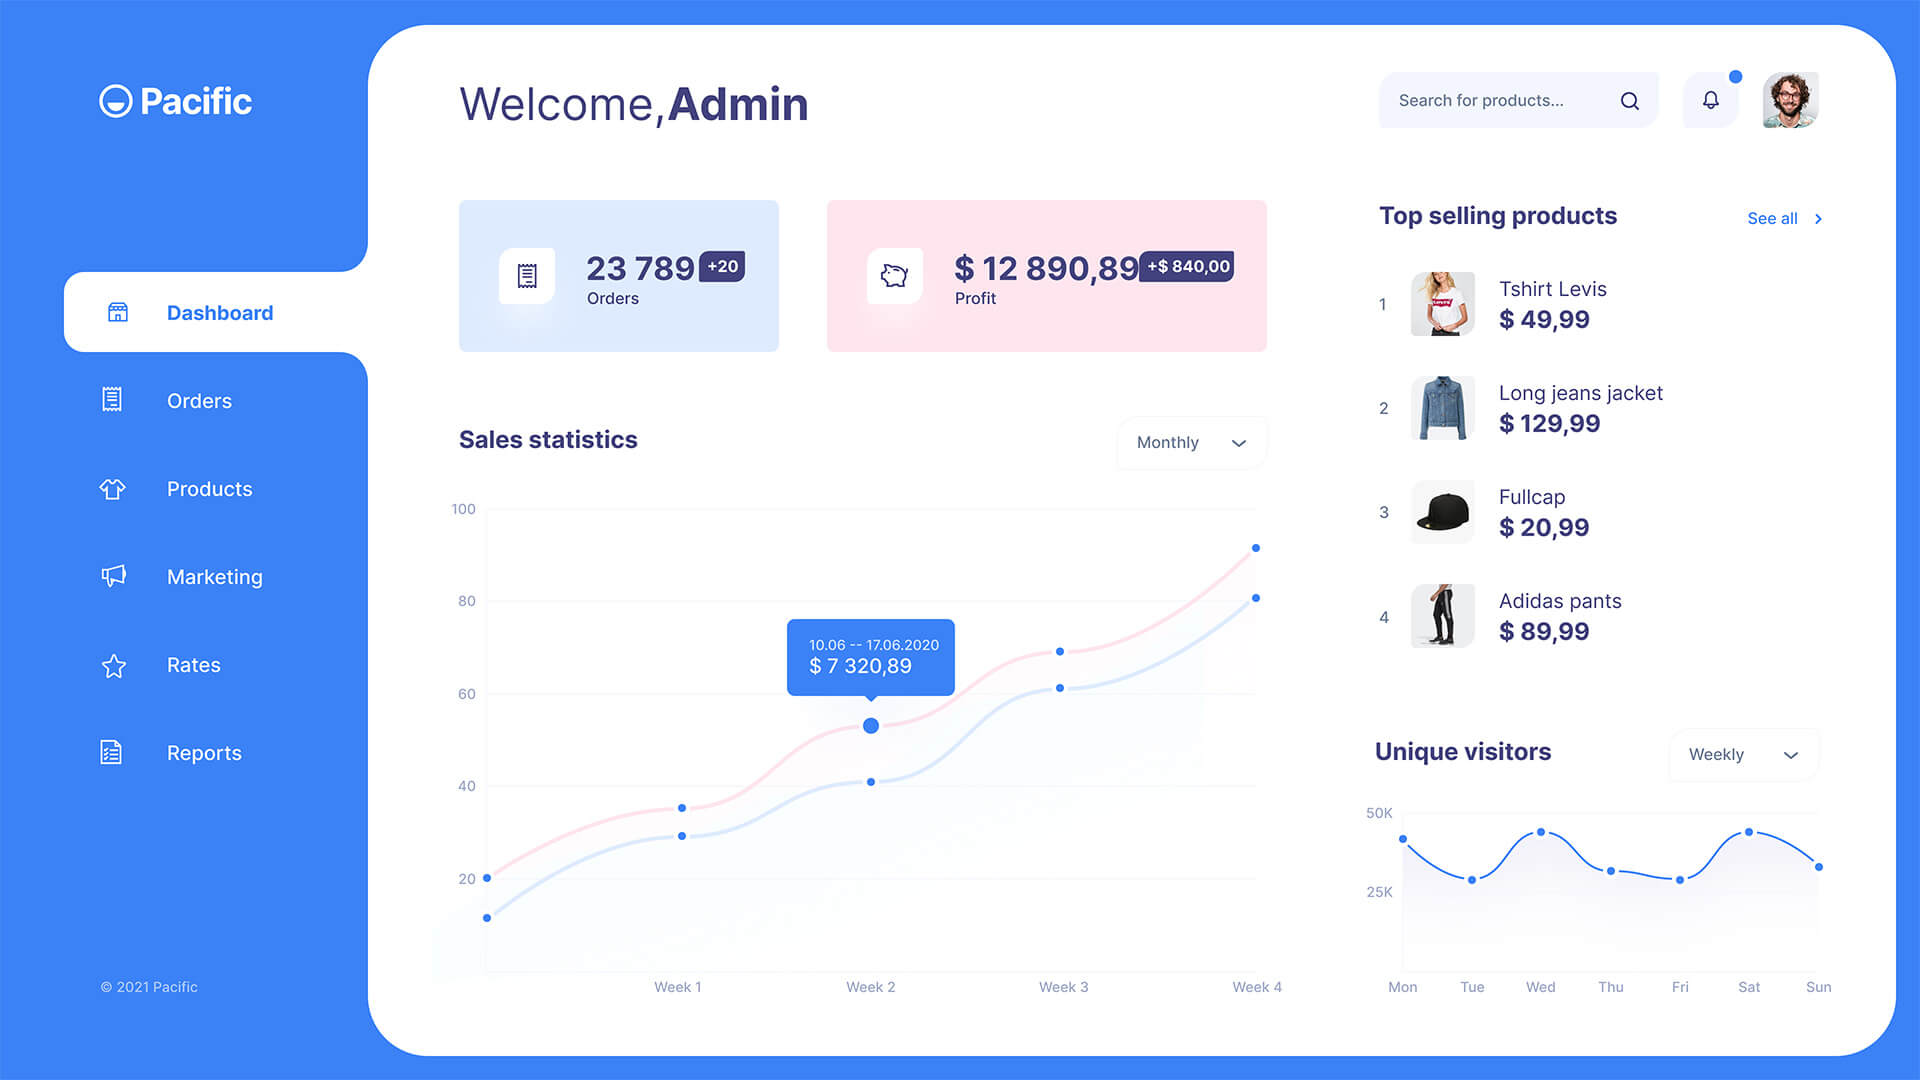 Pacific
Welcome,Admin
Search for products...
Dashboard
Orders
Products
Marketing
Rates
Reports
© 2021 Pacific
23 789 +20
Orders
$ 12 890,89 +$ 840,00
Profit
Sales statistics
Monthly
100
80
60
40
20
10.06 -- 17.06.2020
$ 7 320,89
Week 1 Week 2 Week 3 Week 4
Top selling products
See all
1
Tshirt Levis
$ 49,99
2
Long jeans jacket
$ 129,99
3
Fullcap
$ 20,99
4
Adidas pants
$ 89,99
Unique visitors
Weekly
50K
25K
Mon Tue Wed Thu Fri Sat Sun